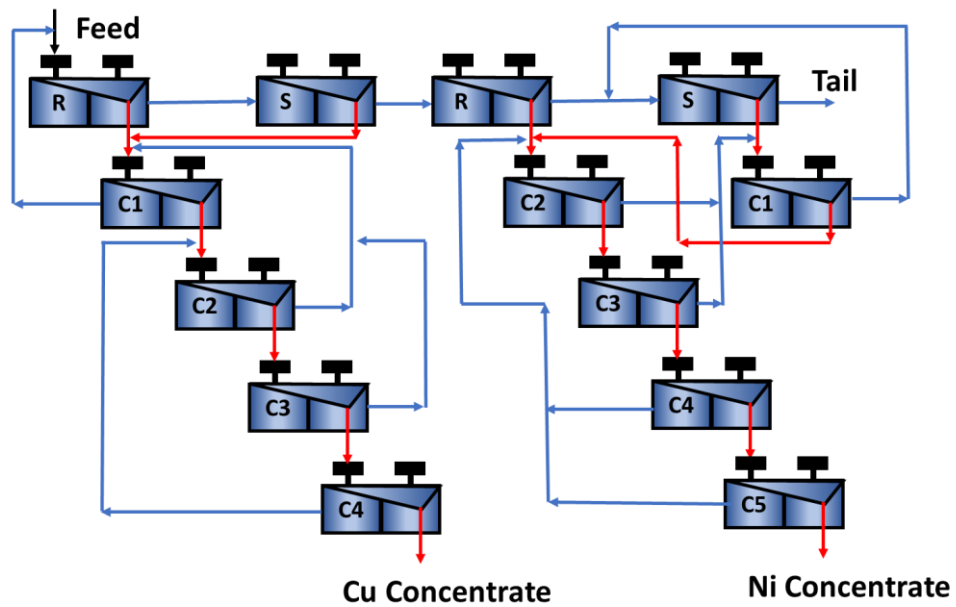 Feed
R
S
R
S
Tail
C1
C2
C1
C2
C3
C3
C4
C4
C5
Cu Concentrate
Ni Concentrate